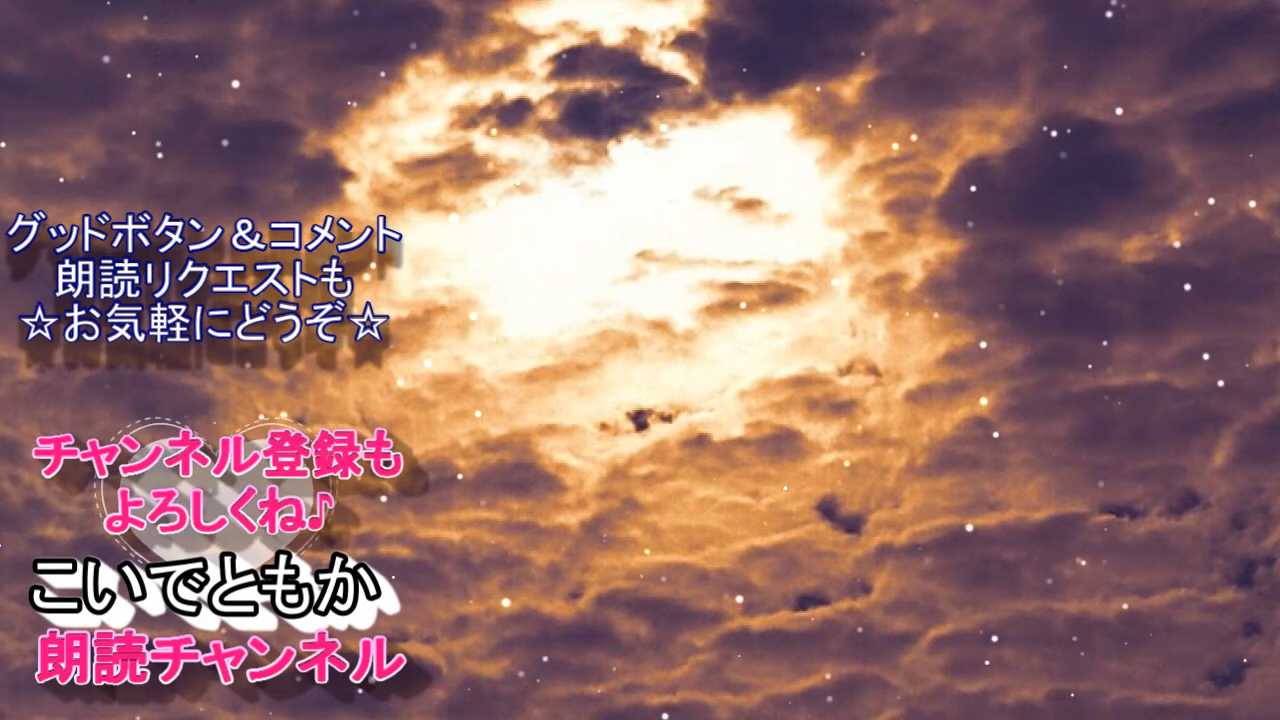 グッドボタン＆コメント
朗読リクエストも
☆お気軽にどうぞ☆
チャンネル登録も
よろしくね♪
こいでともか
朗読チャンネル